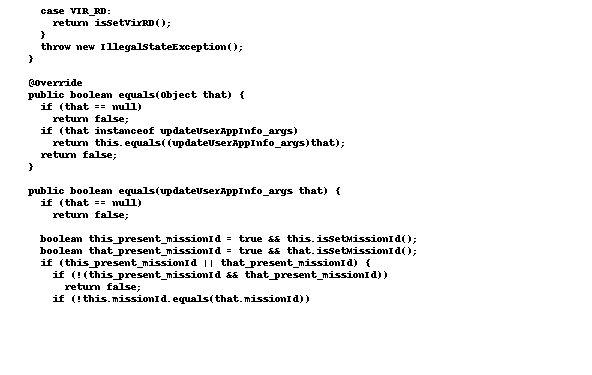 case VIR_RD:
return isSetVirRD();
}
throw new IllegalStateException();
}
@Override
public boolean equals(Object that) {
if (that == null)
return false;
if (that instanceof updateUserAppInfo_args)
return this.equals((updateUserAppInfo_args)that);
return false;
}
public boolean equals(updateUserAppInfo_args that) {
if (that == null)
return false;
boolean this_present_missionId = true && this.isSetMissionId();
boolean that_present_missionId = true && that.isSetMissionId();
if (this_present_missionId || that_present_missionId) {
if (!(this_present_missionId && that_present_missionId))
return false;
if (!this.missionId.equals(that.missionId))